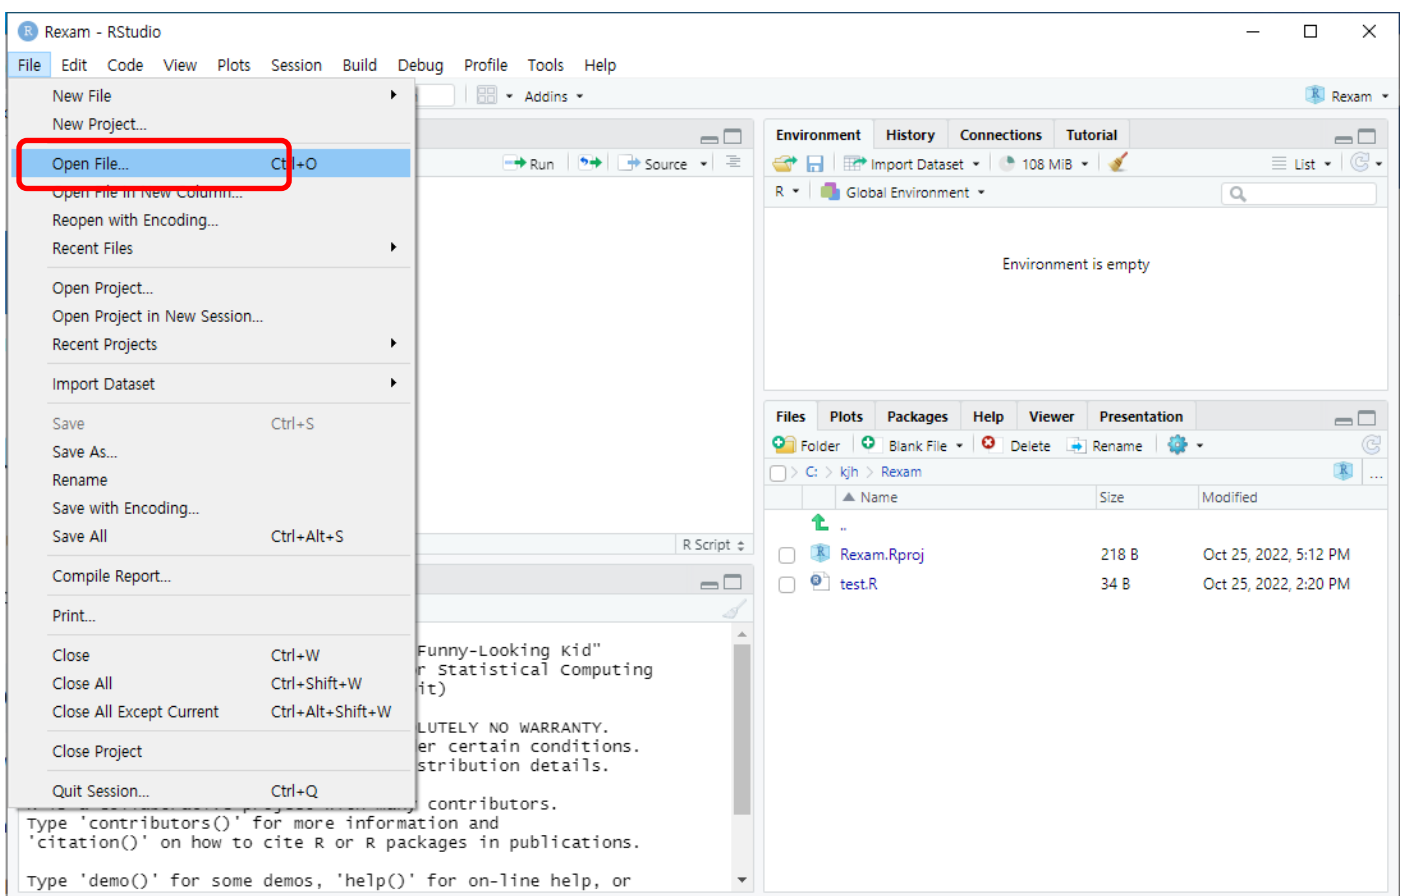 Rexam - RStudio
File Edit Code View Plots Session Build Debug Profile Tools Help
Addins
Rexam
New File
New Project...
Open File... Ctrl+O
Open File in New Column...
Reopen with Encoding...
Recent Files
Open Project...
Open Project in New Session...
Recent Projects
Import Dataset
Save Ctrl+S
Save As...
Rename
Save with Encoding...
Save All Ctrl+Alt+S
Compile Report...
Print...
Close Ctrl+W
Close All Ctrl+Shift+W
Close All Except Current Ctrl+Alt+Shift+W
Close Project
Quit Session... Ctrl+Q
Run Source
R Script
Funny-Looking Kid"
r Statistical Computing
it)
LUTELY NO WARRANTY.
er certain conditions.
stribution details.
contributors.
Type 'contributors()' for more information and
'citation()' on how to cite R or R packages in publications.
Type 'demo()' for some demos, 'help()' for on-line help, or
Environment History Connections Tutorial
Import Dataset 108 MiB List
R Global Environment
Environment is empty
Files Plots Packages Help Viewer Presentation
Folder Blank File Delete Rename
C: > kjh > Rexam ...
Name Size Modified
..
Rexam.Rproj 218 B Oct 25, 2022, 5:12 PM
test.R 34 B Oct 25, 2022, 2:20 PM